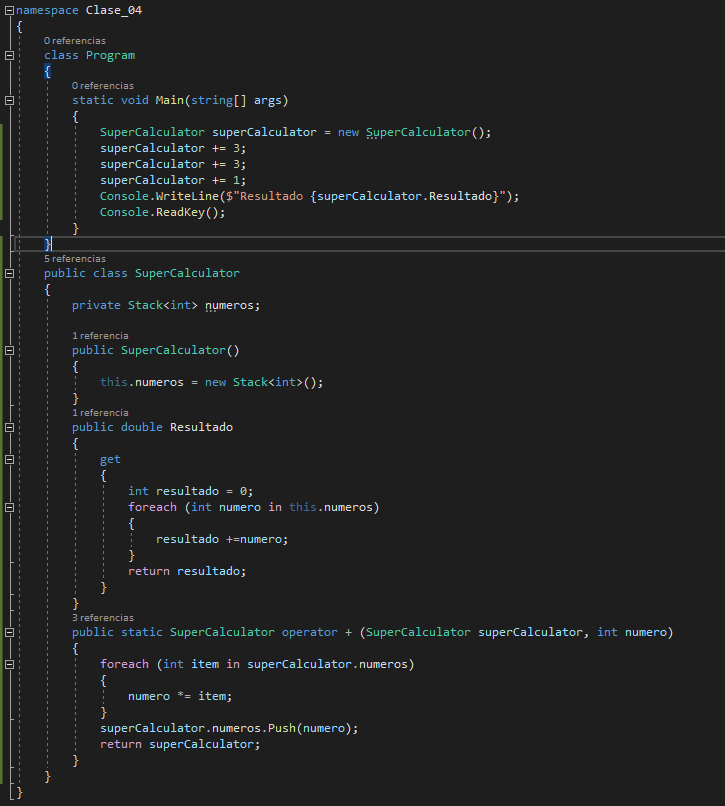 namespace Clase_04
{
0 referencias
class Program
{
0 referencias
static void Main(string[] args)
{
SuperCalculator superCalculator = new SuperCalculator();
superCalculator += 3;
superCalculator += 3;
superCalculator += 1;
Console.WriteLine($"Resultado {superCalculator.Resultado}");
Console.ReadKey();
}
}
5 referencias
public class SuperCalculator
{
private Stack<int> numeros;
1 referencia
public SuperCalculator()
{
this.numeros = new Stack<int>();
}
1 referencia
public double Resultado
{
get
{
int resultado = 0;
foreach (int numero in this.numeros)
{
resultado +=numero;
}
return resultado;
}
}
3 referencias
public static SuperCalculator operator + (SuperCalculator superCalculator, int numero)
{
foreach (int item in superCalculator.numeros)
{
numero *= item;
}
superCalculator.numeros.Push(numero);
return superCalculator;
}
}
}